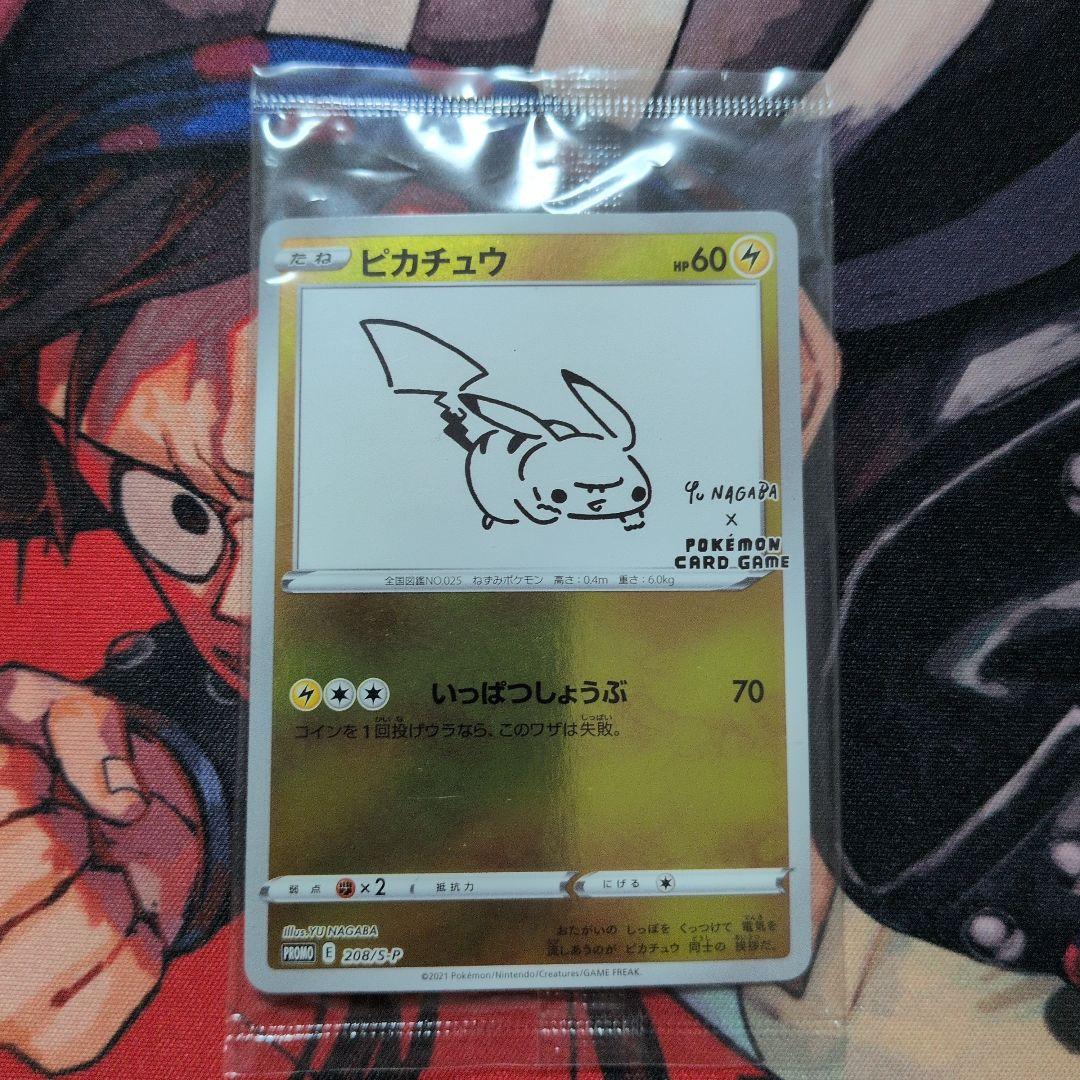 たね ピカチュウ HP60
YU NAGABA
×
POKÉMON
CARD GAME
全国図鑑NO.025 ねずみポケモン 高さ:0.4m 重さ:6.0kg
いっぱつしょうぶ 70
コインを1回投げウラなら、このワザは失敗。
弱点 ×2 抵抗力 にげる
Illus.YU NAGABA
PROMO E 208/S-P
おたがいの しっぽを くっつけて 電気を
流しあうのが ピカチュウ 同士の 挨拶だ。
©2021 Pokémon/Nintendo/Creatures/GAME FREAK.